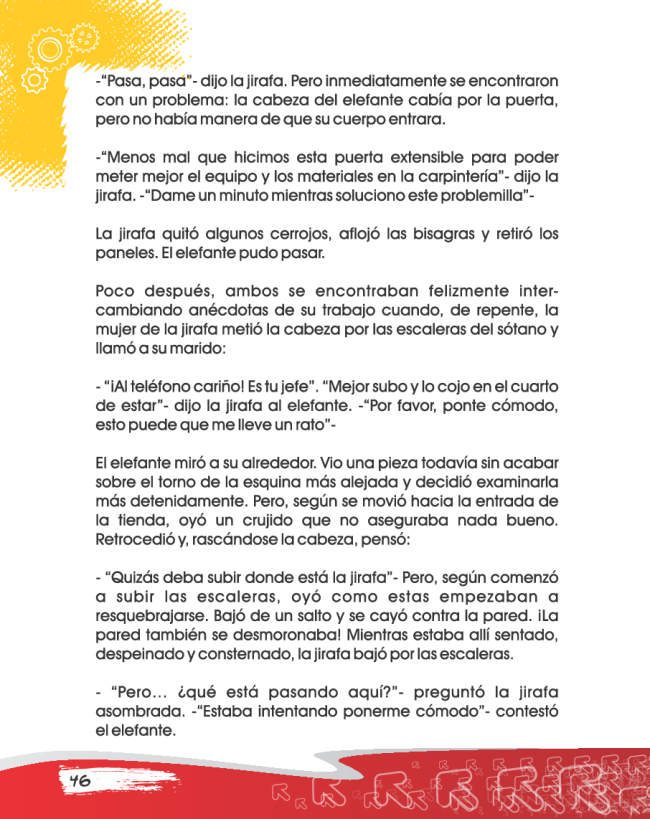 -“Pasa, pasa”- dijo la jirafa. Pero inmediatamente se encontraron
con un problema: la cabeza del elefante cabía por la puerta,
pero no había manera de que su cuerpo entrara.
-“Menos mal que hicimos esta puerta extensible para poder
meter mejor el equipo y los materiales en la carpintería”- dijo la
jirafa. -“Dame un minuto mientras soluciono este problemilla”-
La jirafa quitó algunos cerrojos, aflojó las bisagras y retiró los
paneles. El elefante pudo pasar.
Poco después, ambos se encontraban felizmente inter-
cambiando anécdotas de su trabajo cuando, de repente, la
mujer de la jirafa metió la cabeza por las escaleras del sótano y
llamó a su marido:
- “¡Al teléfono cariño! Es tu jefe”. “Mejor subo y lo cojo en el cuarto
de estar”- dijo la jirafa al elefante. -“Por favor, ponte cómodo,
esto puede que me lleve un rato”-
El elefante miró a su alrededor. Vio una pieza todavía sin acabar
sobre el torno de la esquina más alejada y decidió examinarla
más detenidamente. Pero, según se movió hacia la entrada de
la tienda, oyó un crujido que no aseguraba nada bueno.
Retrocedió y, rascándose la cabeza, pensó:
- “Quizás deba subir donde está la jirafa”- Pero, según comenzó
a subir las escaleras, oyó como estas empezaban a
resquebrajarse. Bajó de un salto y se cayó contra la pared. ¡La
pared también se desmoronaba! Mientras estaba allí sentado,
despeinado y consternado, la jirafa bajó por las escaleras.
- “Pero... ¿qué está pasando aquí?”- preguntó la jirafa
asombrada. -“Estaba intentando ponerme cómodo”- contestó
el elefante.
46